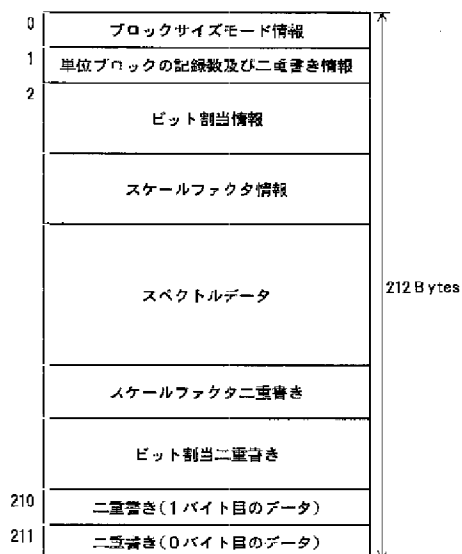 0
ブロックサイズモード情報
1
単位ブロックの記録数及び二重書き情報
2
ビット割当情報
スケールファクタ情報
スペクトルデータ
212 Bytes
スケールファクタ二重書き
ビット割当二重書き
210
二重書き(1バイト目のデータ)
211
二重書き(0バイト目のデータ)